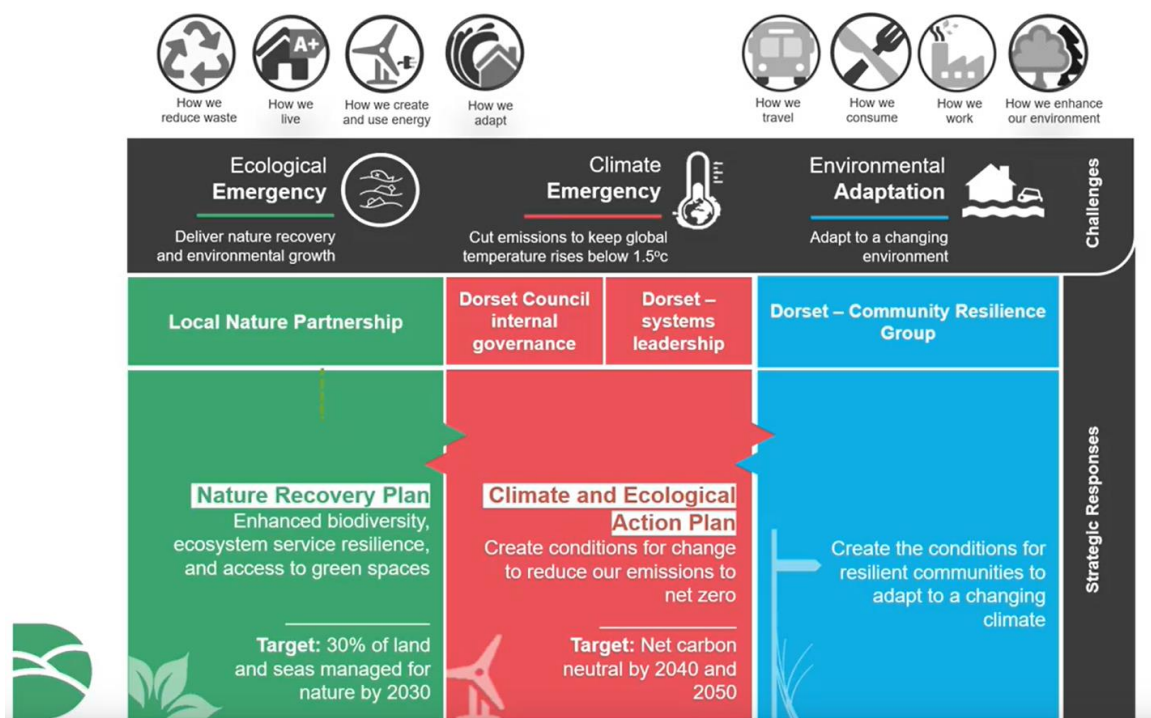 A+
How we
reduce waste
How we
live
How we create
and use energy
How we
adapt
How we
travel
How we
consume
How we
work
How we enhance
our environment
Ecological
Emergency
Deliver nature recovery
and environmental growth
Climate
Emergency
Cut emissions to keep global
temperature rises below 1.5ºc
Environmental
Adaptation
Adapt to a changing
environment
Challenges
Local Nature Partnership
Dorset Council
internal
governance
Dorset –
systems
leadership
Dorset – Community Resilience
Group
Nature Recovery Plan
Enhanced biodiversity,
ecosystem service resilience,
and access to green spaces
Target: 30% of land
and seas managed for
nature by 2030
Climate and Ecological
Action Plan
Create conditions for change
to reduce our emissions to
net zero
Target: Net carbon
neutral by 2040 and
2050
Create the conditions for
resilient communities to
adapt to a changing
climate
Strategic Responses